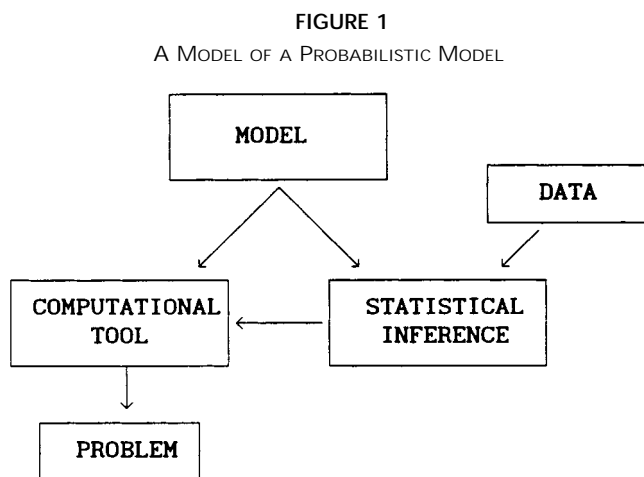 FIGURE 1
A MODEL OF A PROBABILISTIC MODEL
MODEL
DATA
COMPUTATIONAL
TOOL
STATISTICAL
INFERENCE
PROBLEM